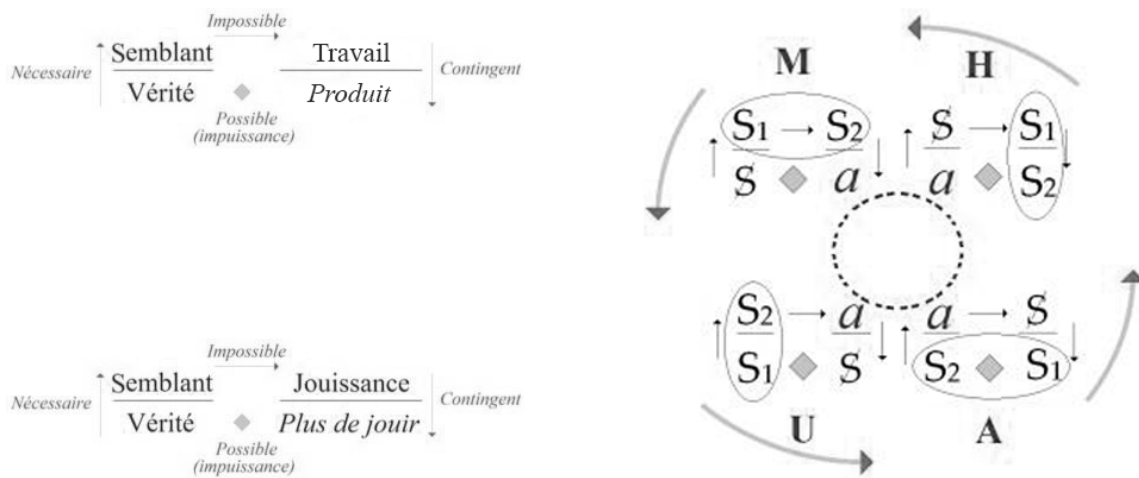 Impossible
Semblant Travail
Nécessaire Contingent
Vérité Produit
Possible
(impuissance)
Impossible
Semblant Jouissance
Nécessaire Contingent
Vérité Plus de jouir
Possible
(impuissance)
M H
S1 → S2 $ → S1
$ a a S2
S2 → a a → $
S1 $ S2 S1
U A